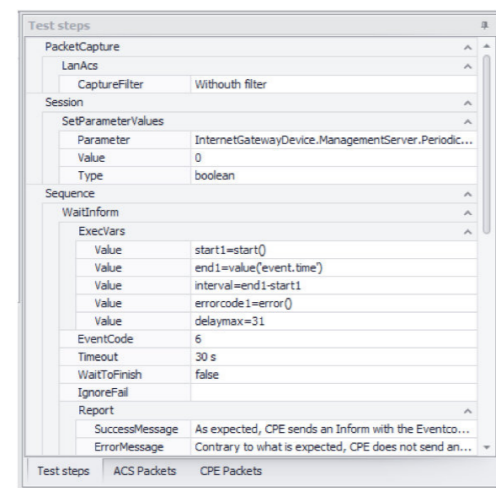 Test steps
PacketCapture
LanAcs
CaptureFilter Withouth filter
Session
SetParameterValues
Parameter InternetGatewayDevice.ManagementServer.Periodic...
Value 0
Type boolean
Sequence
WaitInform
ExecVars
Value start1=start()
Value end1=value('event.time')
Value interval=end1-start1
Value errorcode1=error()
Value delaymax=31
EventCode 6
Timeout 30 s
WaitToFinish false
IgnoreFail
Report
SuccessMessage As expected, CPE sends an Inform with the Eventco...
ErrorMessage Contrary to what is expected, CPE does not send an...
Test steps ACS Packets CPE Packets